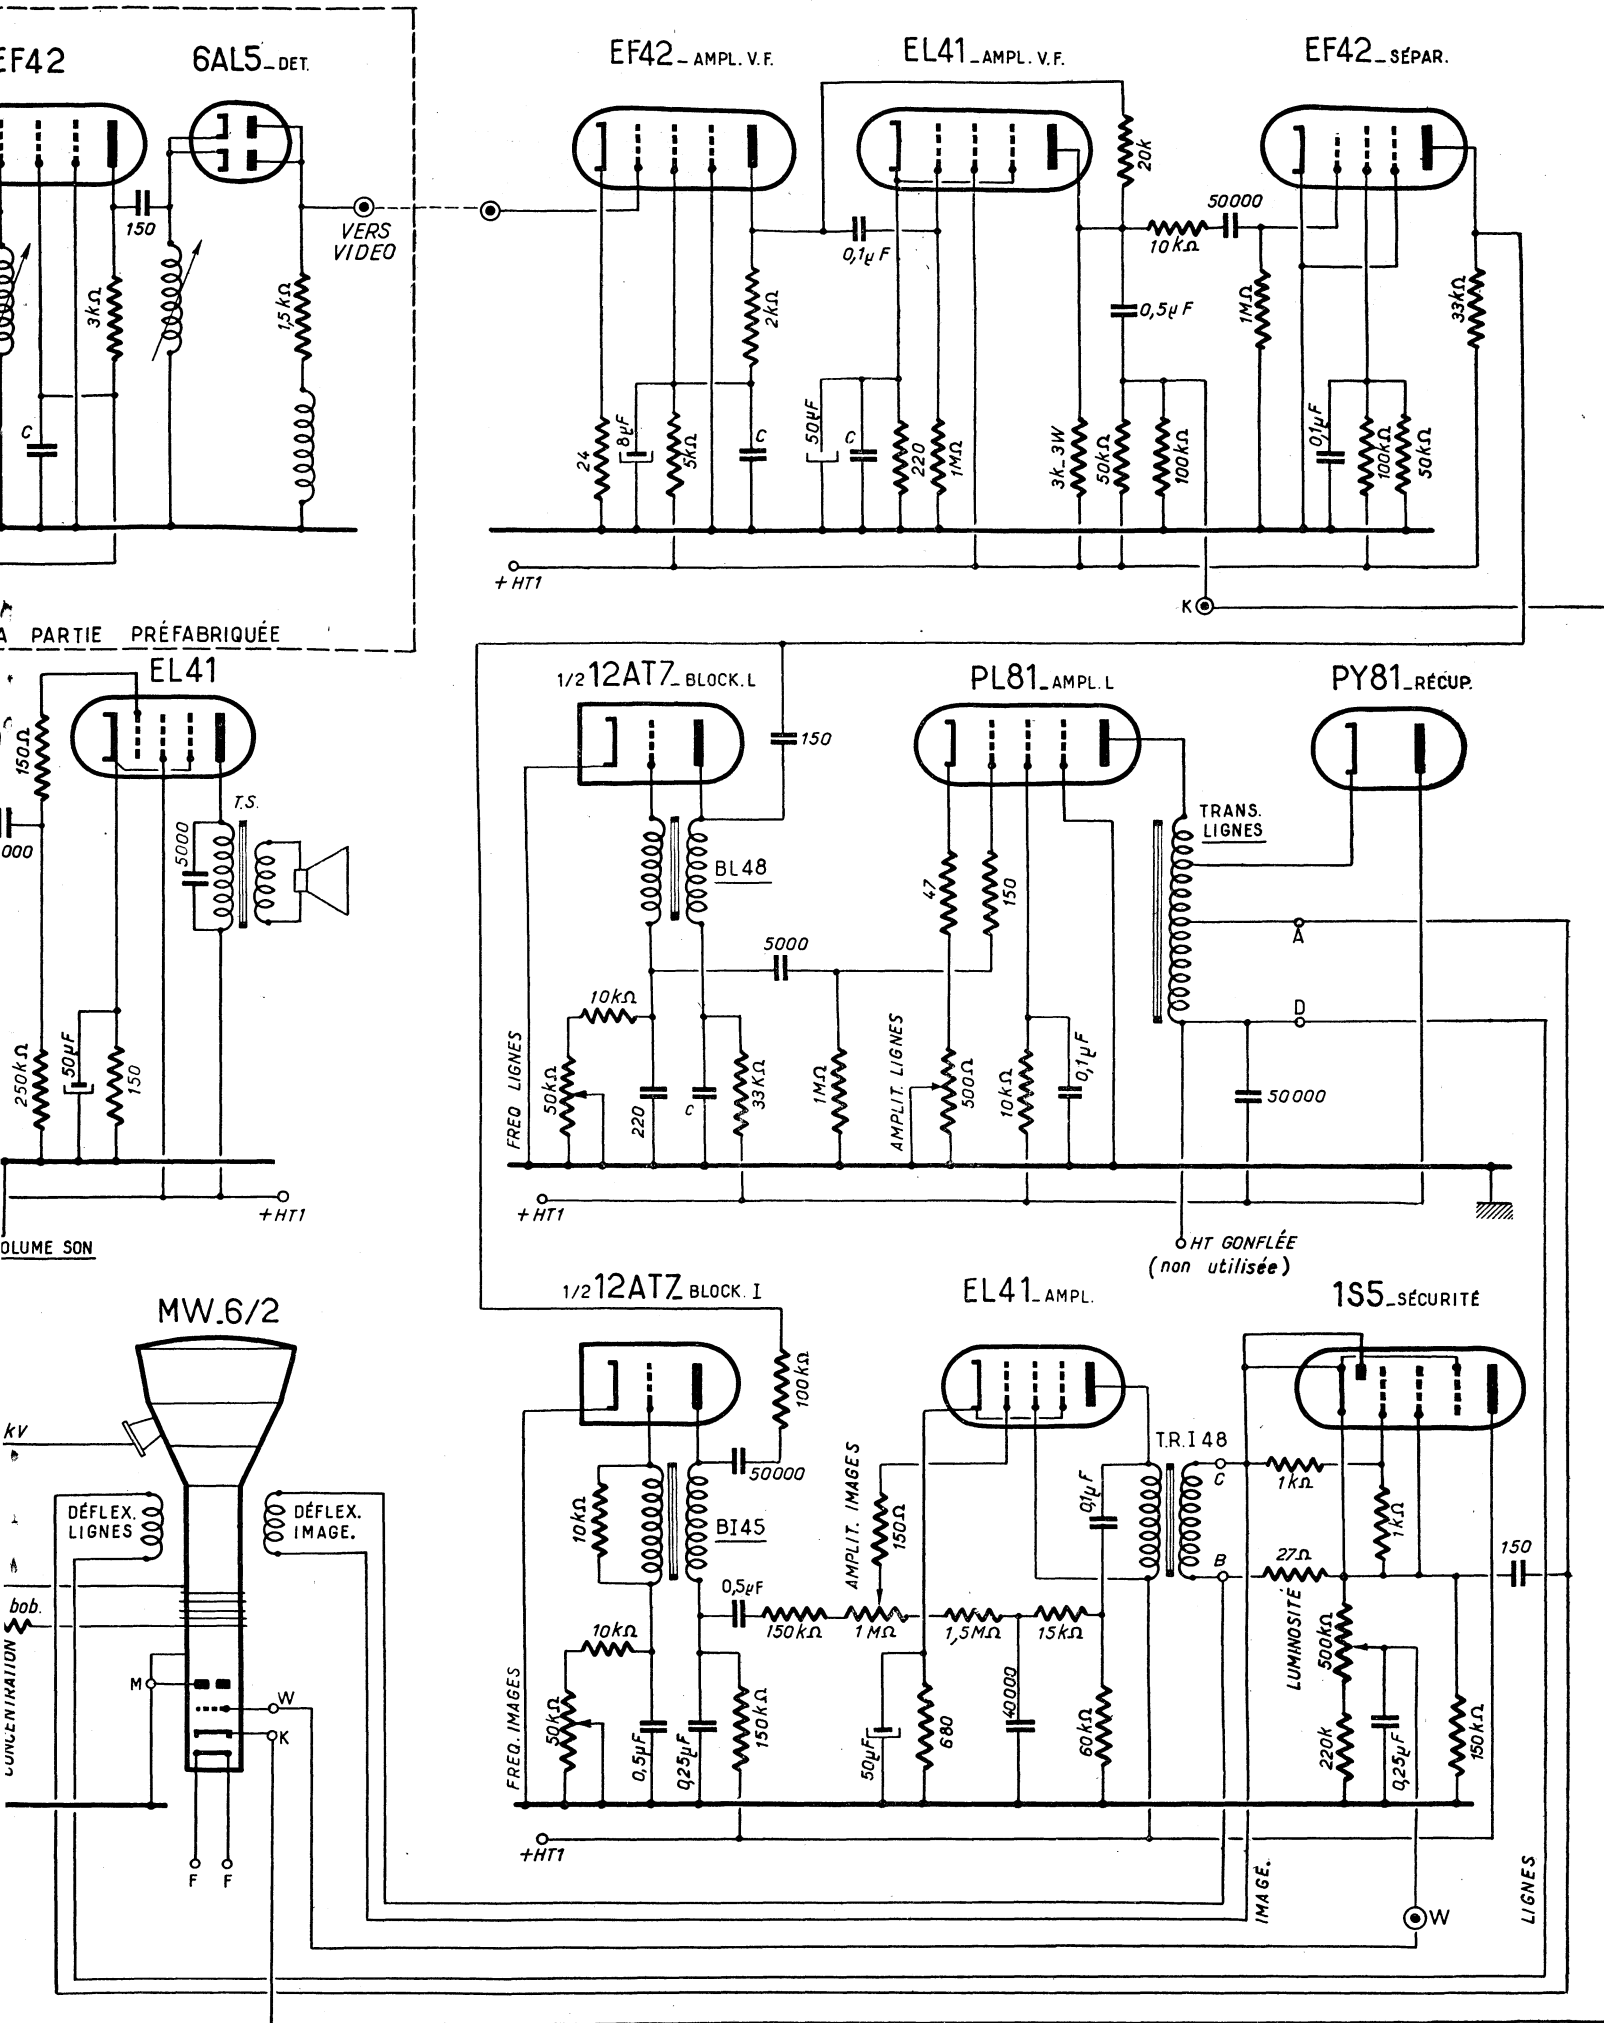 EF42
6AL5_DET.
EF42_AMPL. V.F.
EL41_AMPL. V.F.
EF42_SÉPAR.
150
VERS
VIDEO
3kΩ
1,5kΩ
C
0,1µF
20k
50000
10kΩ
2kΩ
0,5µF
1MΩ
33kΩ
24
8µF
5kΩ
C
50µF
C
220
1MΩ
3k_3W
50kΩ
100kΩ
0,1µF
100kΩ
50kΩ
+HT1
K
PARTIE PRÉFABRIQUÉE
EL41
1/2 12AT7_BLOCK. L
PL81_AMPL. L
PY81_RÉCUP.
150Ω
000
T.S.
5000
150
BL48
47
150
TRANS.
LIGNES
5000
A
10kΩ
D
250kΩ
50µF
150
FREQ LIGNES
50kΩ
220
C
33KΩ
1MΩ
AMPLIT. LIGNES
500Ω
10kΩ
0,1µF
50000
+HT1
+HT1
OLUME SON
HT GONFLÉE
(non utilisée)
1/2 12AT7_BLOCK. I
EL41_AMPL.
1S5_SÉCURITÉ
MW_6/2
kV
100kΩ
50000
T.R.I 48
C
1kΩ
DÉFLEX.
LIGNES
DÉFLEX.
IMAGE.
10kΩ
BI45
AMPLIT. IMAGES
150Ω
0,1µF
1kΩ
150
B
27Ω
bob.
0,5µF
150kΩ
1MΩ
1,5MΩ
15kΩ
10kΩ
LUMINOSITÉ
500kΩ
CONCENTRATION
M
W
K
FREQ. IMAGES
50kΩ
0,5µF
0,25µF
150kΩ
50µF
680
40000
60kΩ
220k
0,25µF
150kΩ
+HT1
F
F
IMAGE.
W
LIGNES